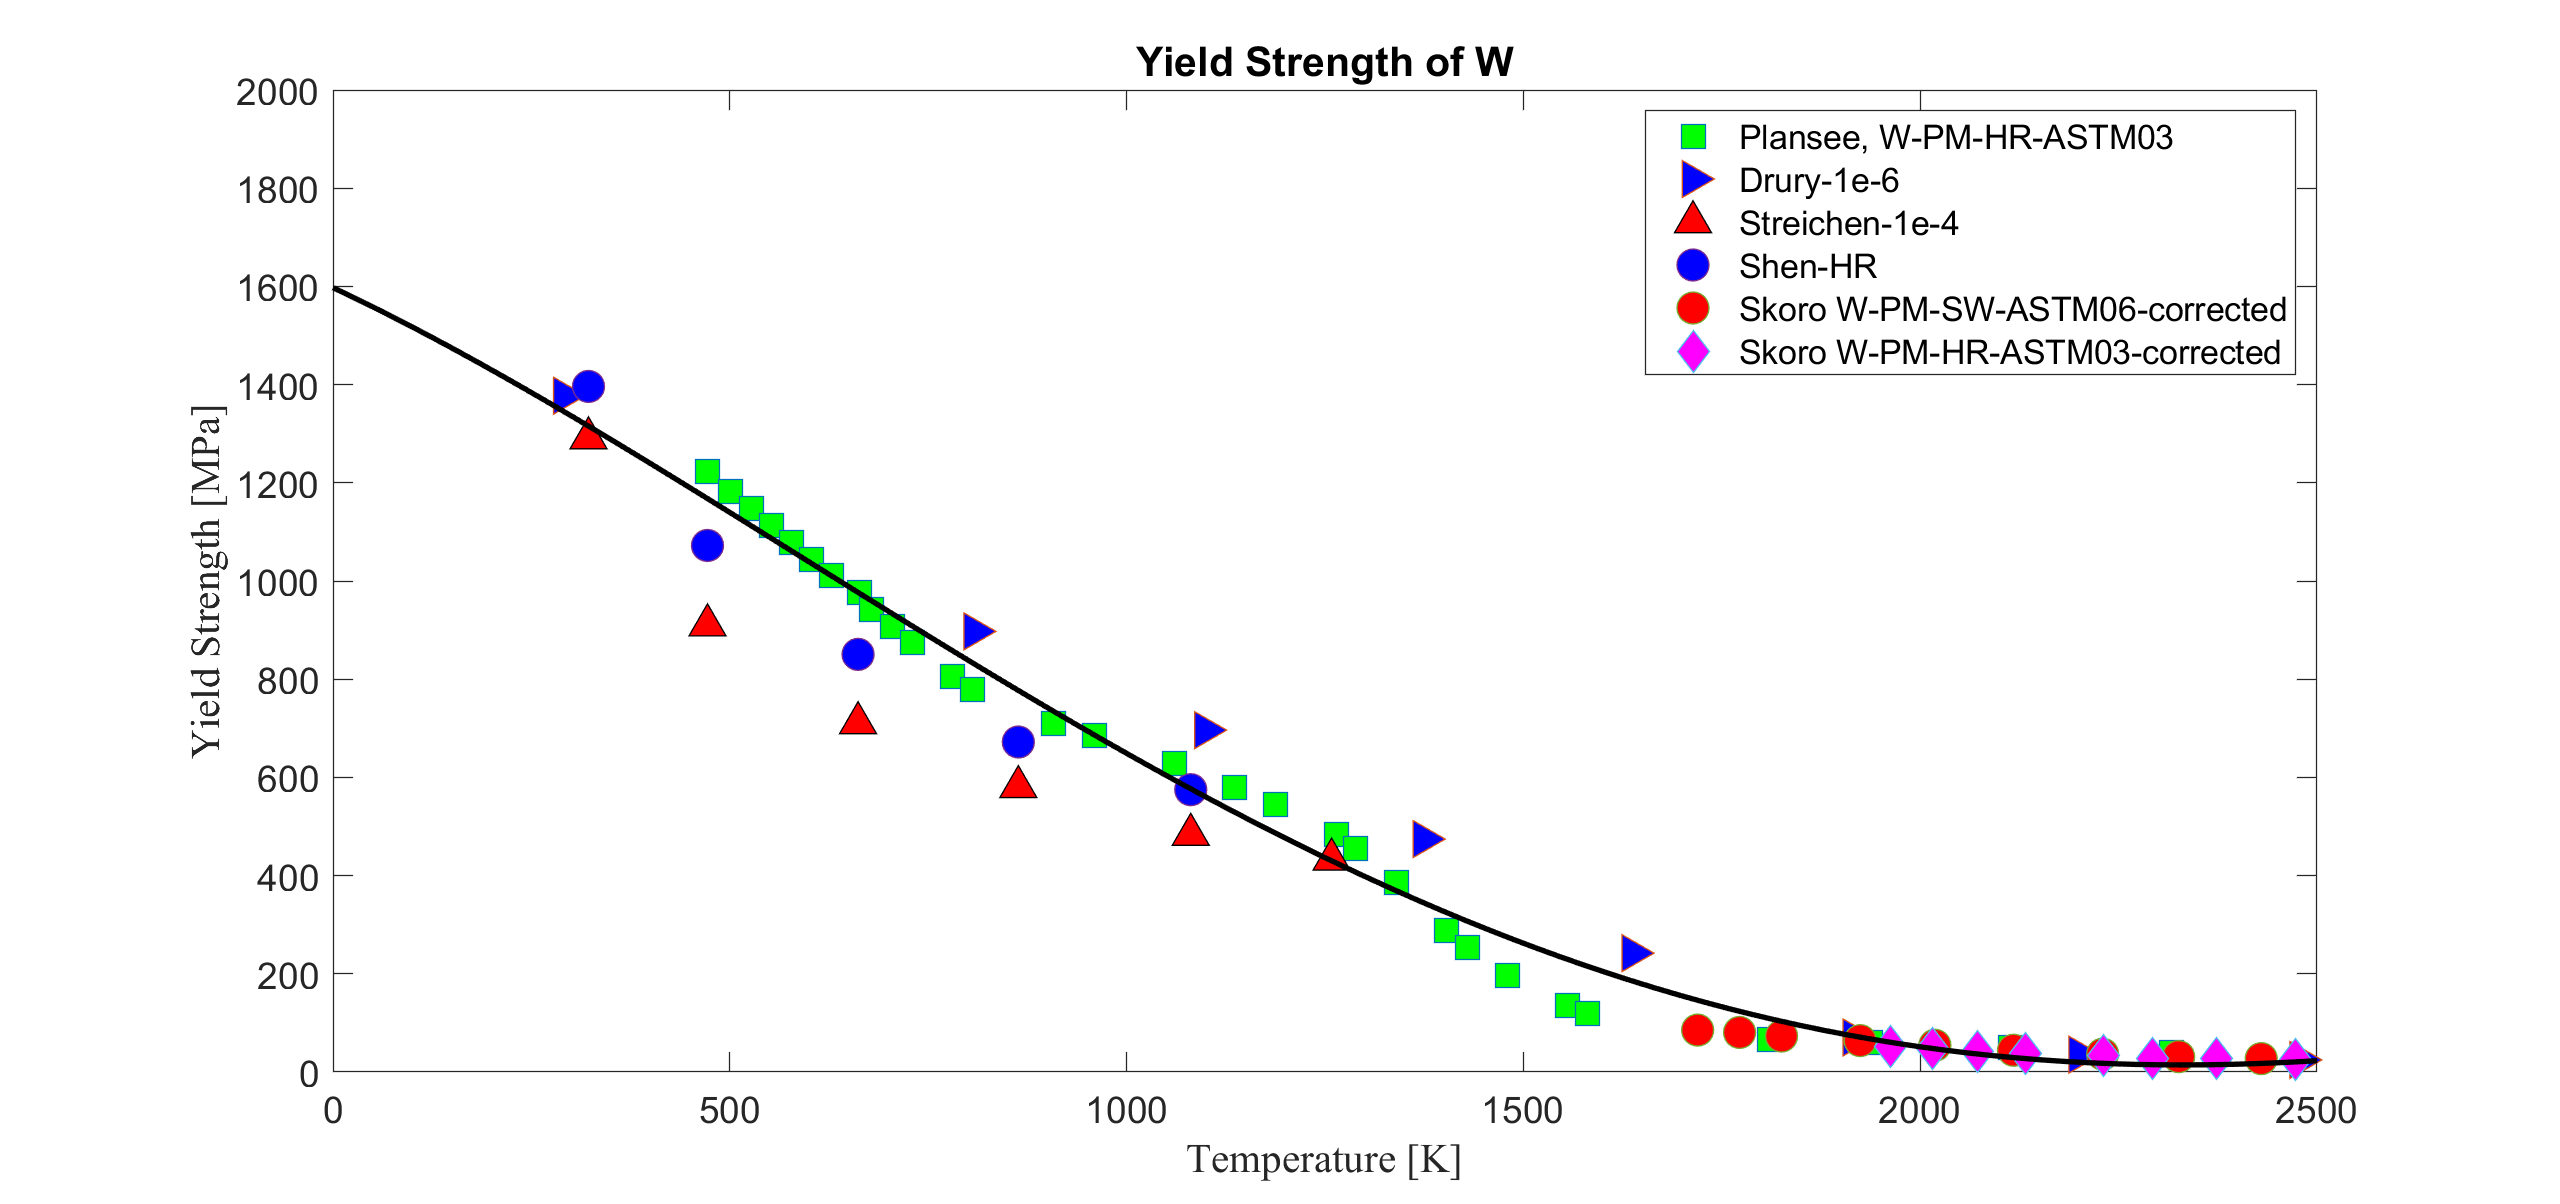 Yield Strength of W
2000
1800
1600
1400
1200
1000
800
600
400
200
0
Yield Strength [MPa]
Plansee, W-PM-HR-ASTM03
Drury-1e-6
Streichen-1e-4
Shen-HR
Skoro W-PM-SW-ASTM06-corrected
Skoro W-PM-HR-ASTM03-corrected
0 500 1000 1500 2000 2500
Temperature [K]